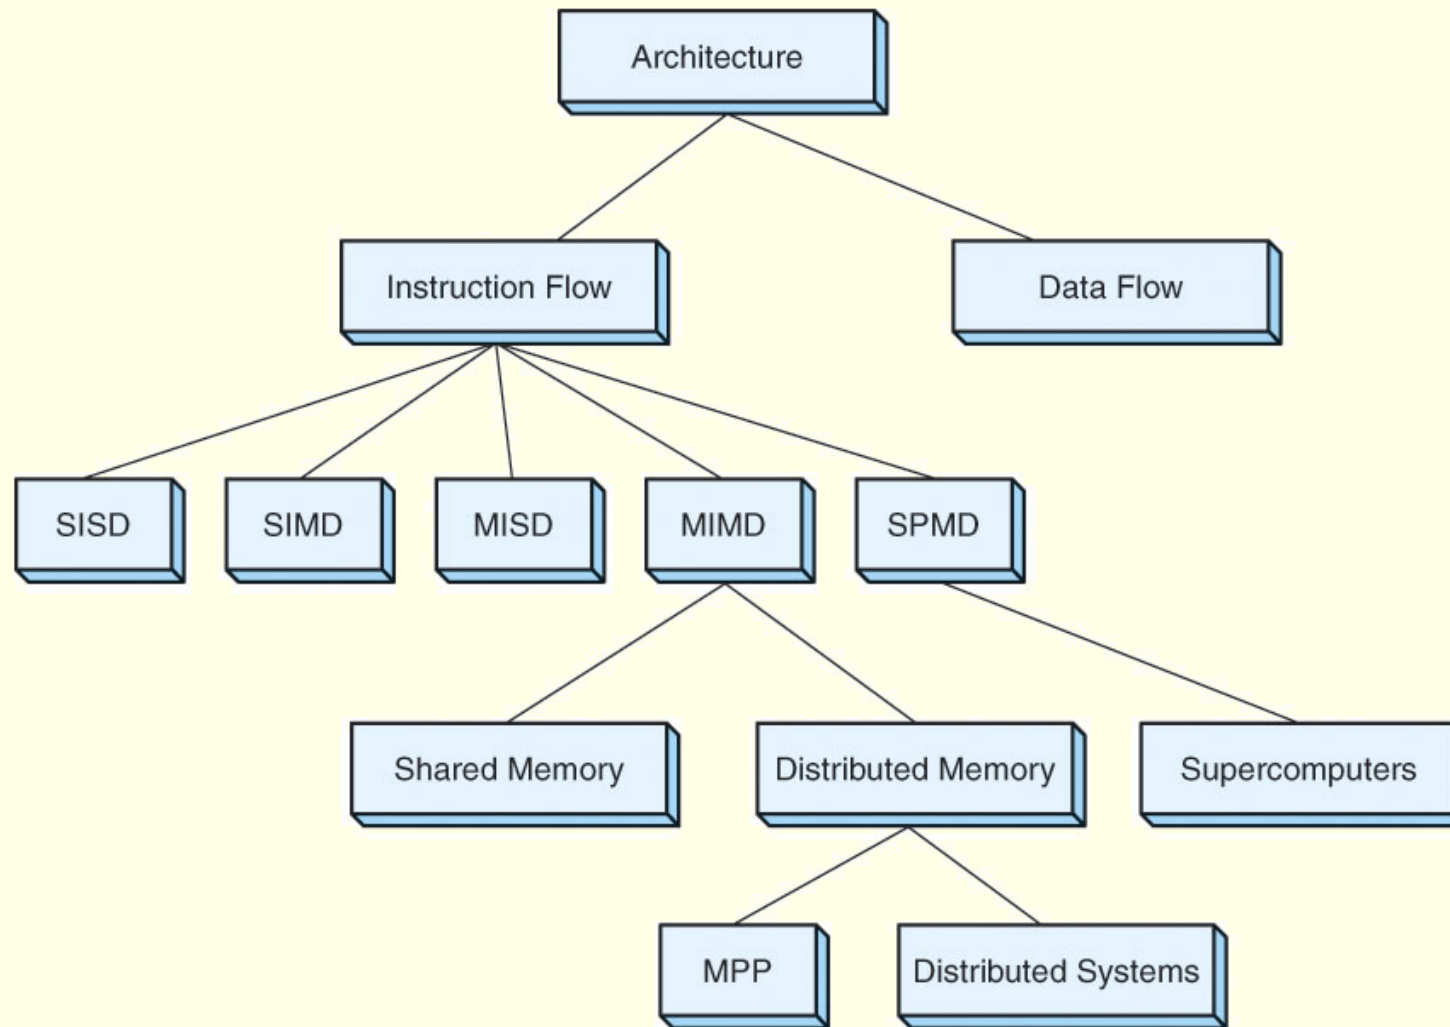 Architecture
Instruction Flow
Data Flow
SISD
SIMD
MISD
MIMD
SPMD
Shared Memory
Distributed Memory
Supercomputers
MPP
Distributed Systems